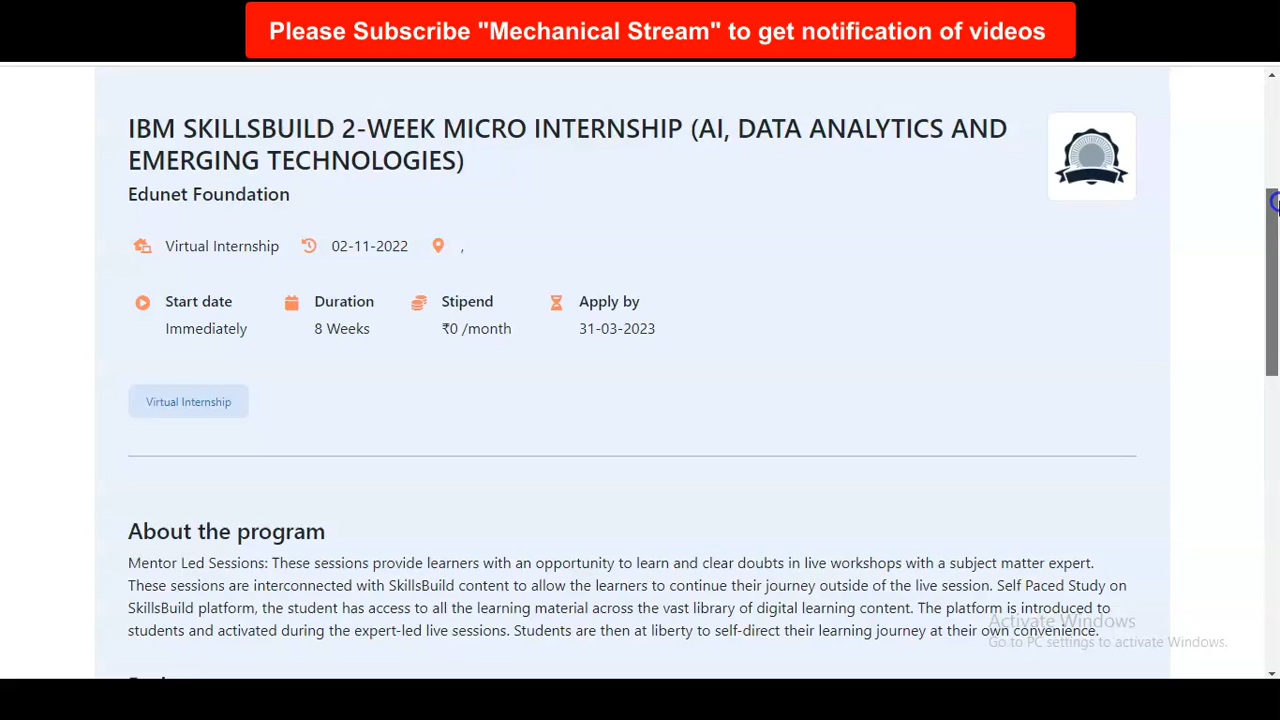 Please Subscribe "Mechanical Stream" to get notification of videos
IBM SKILLSBUILD 2-WEEK MICRO INTERNSHIP (AI, DATA ANALYTICS AND
EMERGING TECHNOLOGIES)
Edunet Foundation
Virtual Internship 02-11-2022 ,
Start date Duration Stipend Apply by
Immediately 8 Weeks ₹0 /month 31-03-2023
Virtual Internship
About the program
Mentor Led Sessions: These sessions provide learners with an opportunity to learn and clear doubts in live workshops with a subject matter expert.
These sessions are interconnected with SkillsBuild content to allow the learners to continue their journey outside of the live session. Self Paced Study on
SkillsBuild platform, the student has access to all the learning material across the vast library of digital learning content. The platform is introduced to
students and activated during the expert-led live sessions. Students are then at liberty to self-direct their learning journey at their own convenience.
Activate Windows
Go to PC settings to activate Windows.